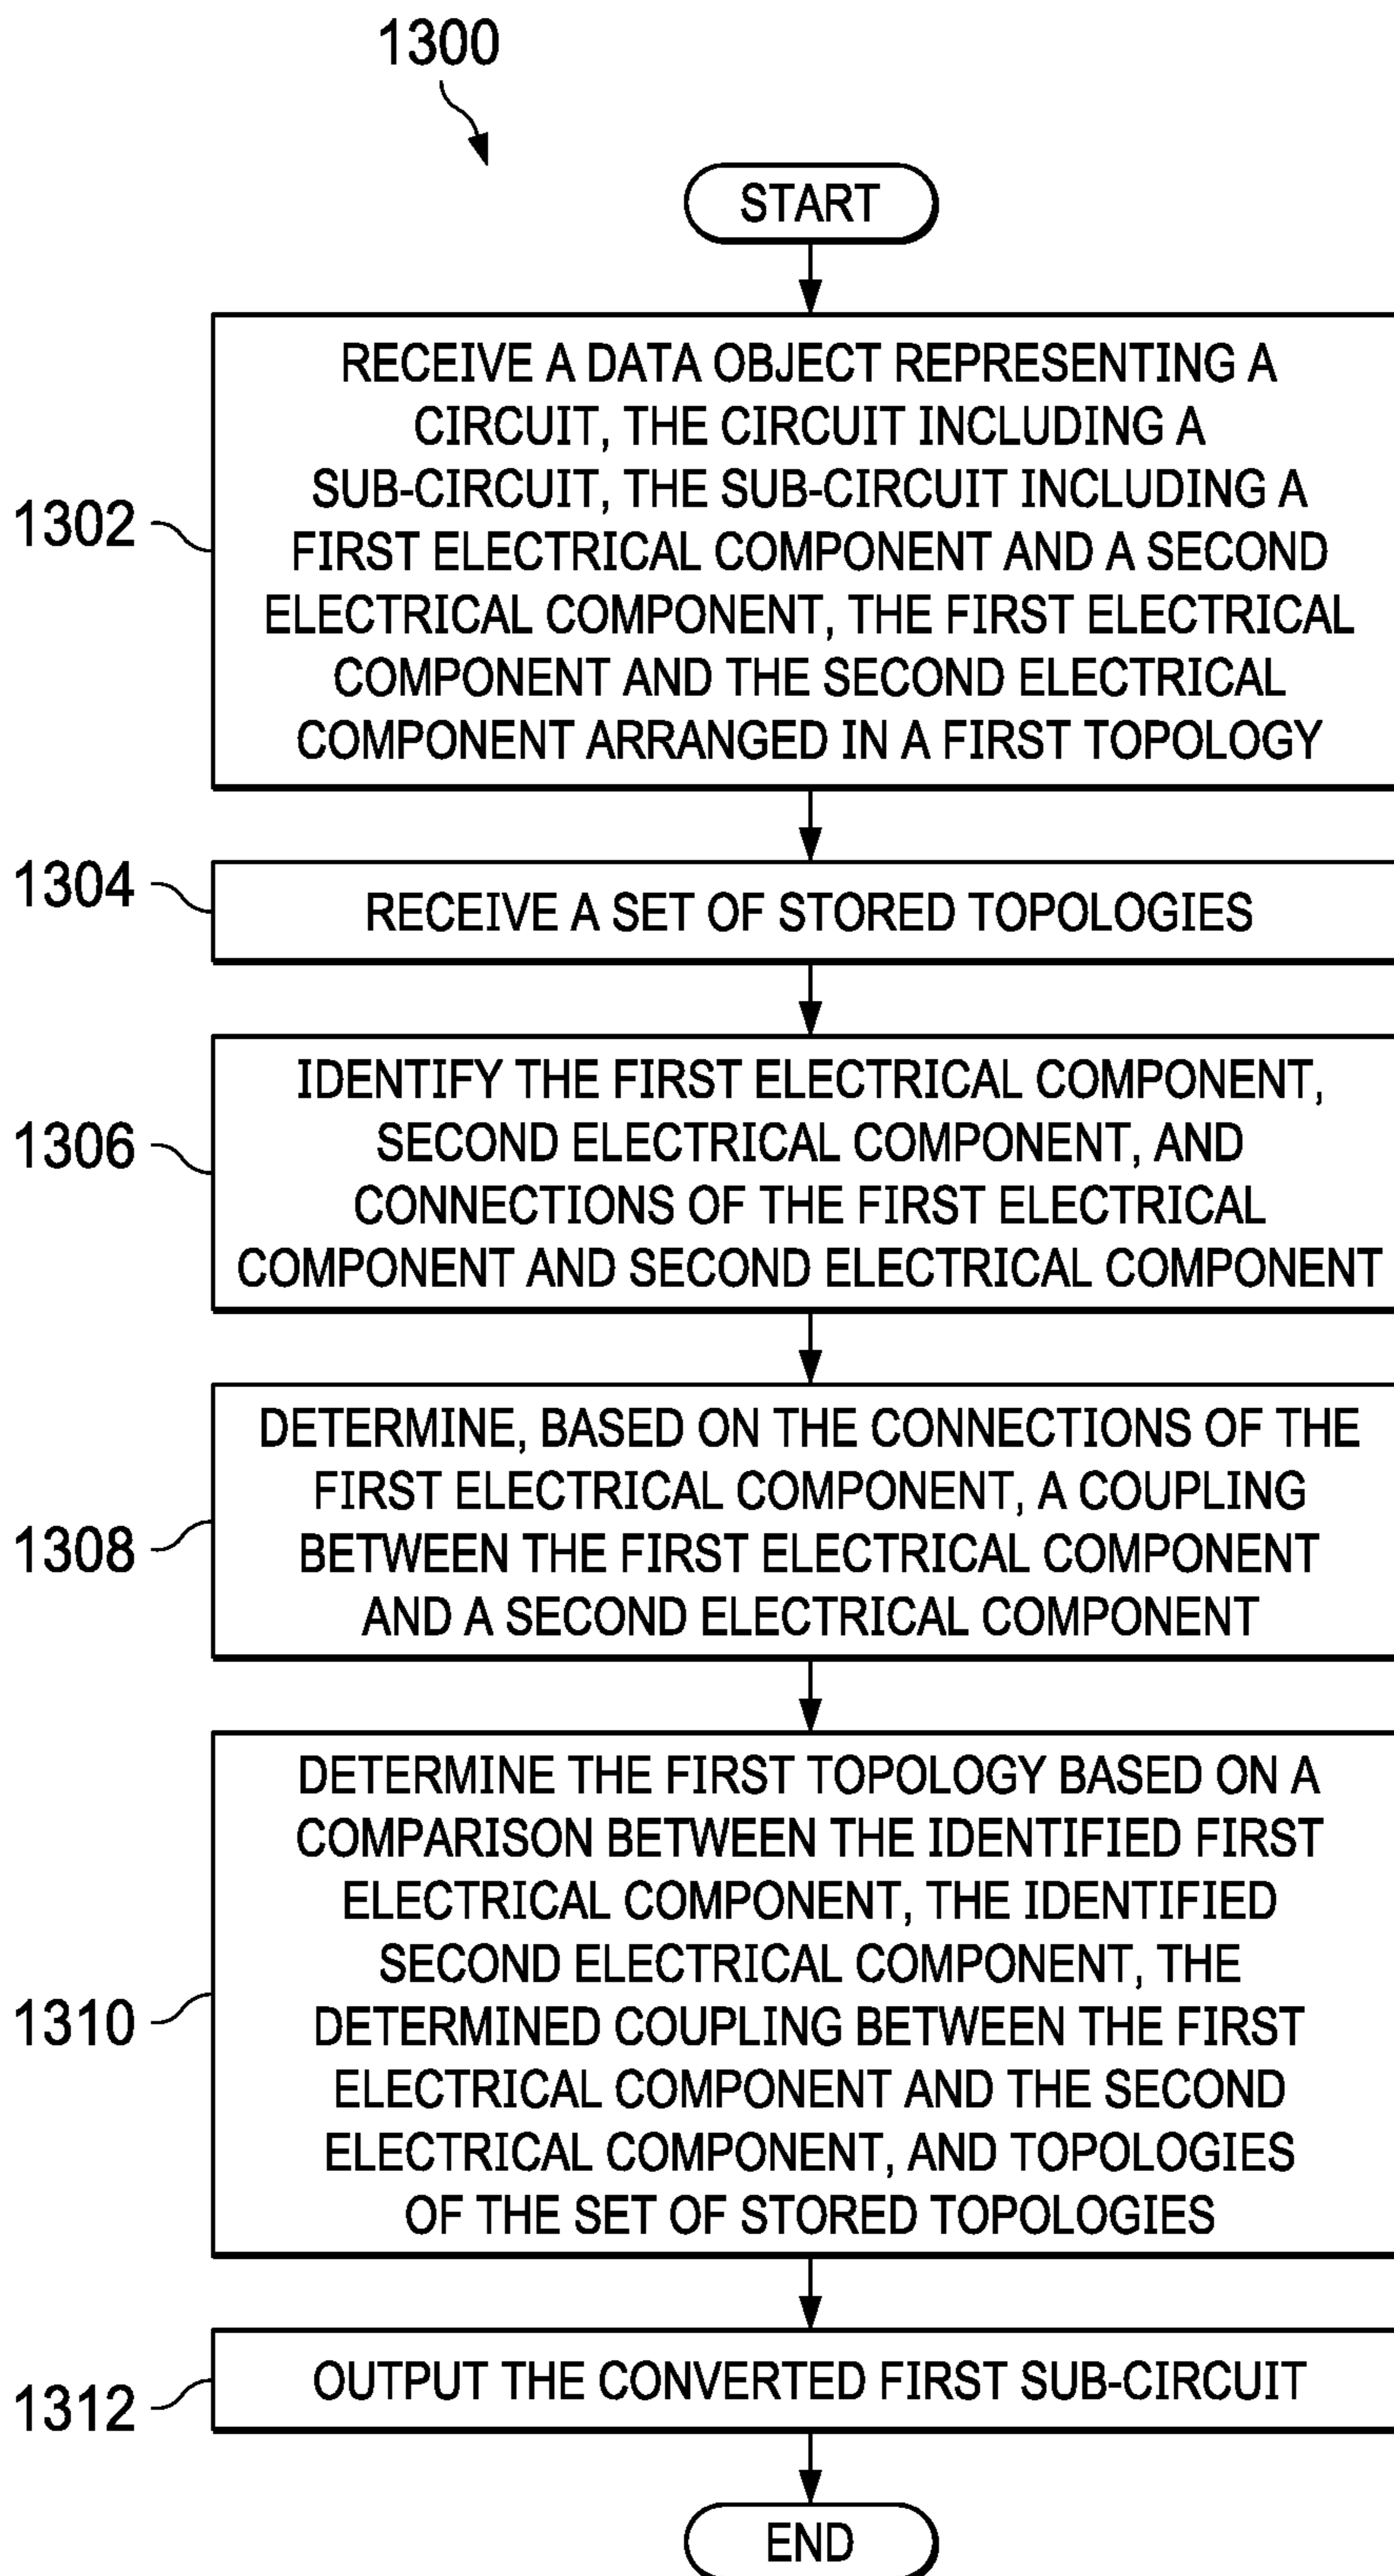 1300
START
1302
RECEIVE A DATA OBJECT REPRESENTING A
CIRCUIT, THE CIRCUIT INCLUDING A
SUB-CIRCUIT, THE SUB-CIRCUIT INCLUDING A
FIRST ELECTRICAL COMPONENT AND A SECOND
ELECTRICAL COMPONENT, THE FIRST ELECTRICAL
COMPONENT AND THE SECOND ELECTRICAL
COMPONENT ARRANGED IN A FIRST TOPOLOGY
1304
RECEIVE A SET OF STORED TOPOLOGIES
1306
IDENTIFY THE FIRST ELECTRICAL COMPONENT,
SECOND ELECTRICAL COMPONENT, AND
CONNECTIONS OF THE FIRST ELECTRICAL
COMPONENT AND SECOND ELECTRICAL COMPONENT
1308
DETERMINE, BASED ON THE CONNECTIONS OF THE
FIRST ELECTRICAL COMPONENT, A COUPLING
BETWEEN THE FIRST ELECTRICAL COMPONENT
AND A SECOND ELECTRICAL COMPONENT
1310
DETERMINE THE FIRST TOPOLOGY BASED ON A
COMPARISON BETWEEN THE IDENTIFIED FIRST
ELECTRICAL COMPONENT, THE IDENTIFIED
SECOND ELECTRICAL COMPONENT, THE
DETERMINED COUPLING BETWEEN THE FIRST
ELECTRICAL COMPONENT AND THE SECOND
ELECTRICAL COMPONENT, AND TOPOLOGIES
OF THE SET OF STORED TOPOLOGIES
1312
OUTPUT THE CONVERTED FIRST SUB-CIRCUIT
END